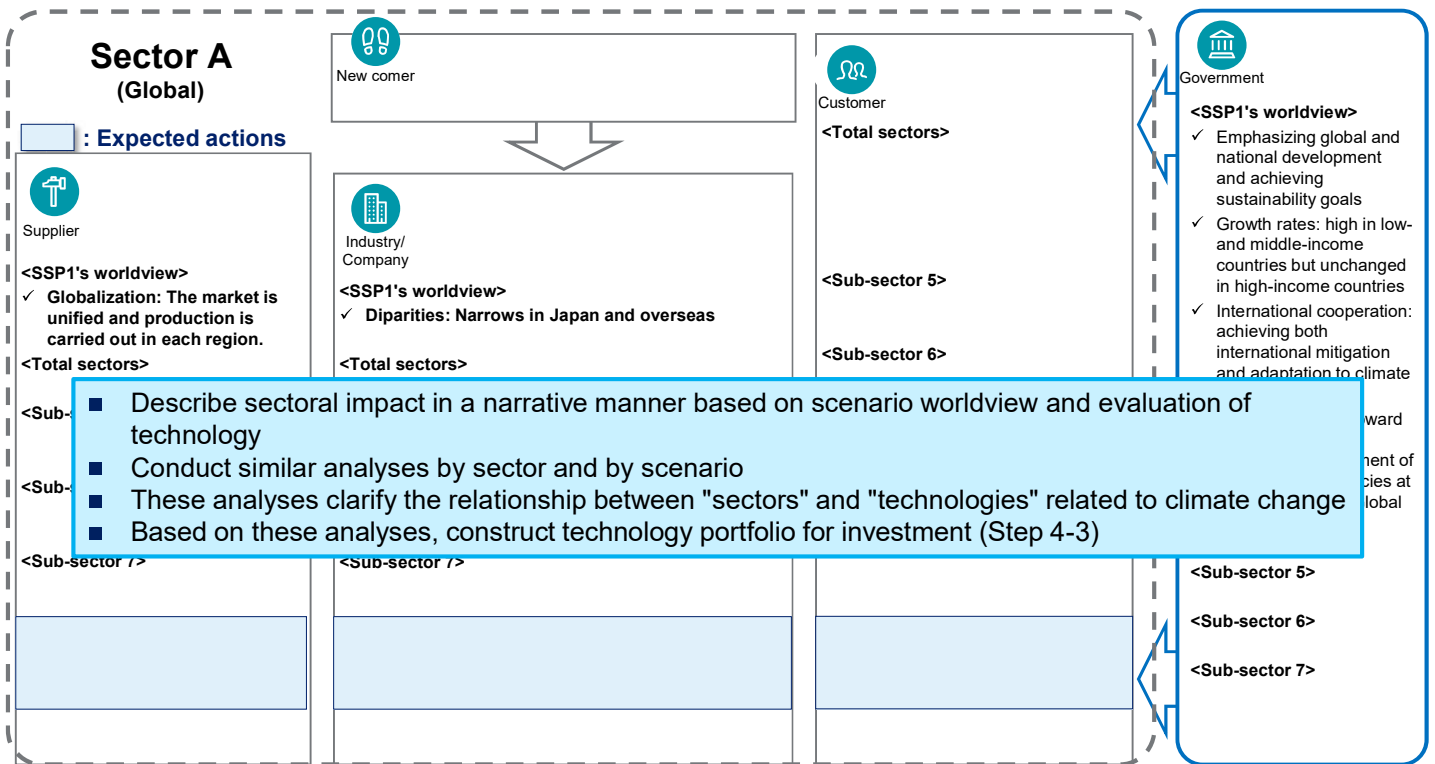 Sector A
(Global)
: Expected actions
Supplier
<SSP1's worldview>
✓ Globalization: The market is
unified and production is
carried out in each region.
<Total sectors>
<Sub-
<Sub-
<Sub-sector 7>
New comer
Industry/
Company
<SSP1's worldview>
✓ Diparities: Narrows in Japan and overseas
<Total sectors>
<Sub-sector 7>
Customer
<Total sectors>
<Sub-sector 5>
<Sub-sector 6>
Government
<SSP1's worldview>
✓ Emphasizing global and
national development
and achieving
sustainability goals
✓ Growth rates: high in low-
and middle-income
countries but unchanged
in high-income countries
✓ International cooperation:
achieving both
international mitigation
and adaptation to climate
<Sub-sector 5>
<Sub-sector 6>
<Sub-sector 7>
■ Describe sectoral impact in a narrative manner based on scenario worldview and evaluation of
technology
■ Conduct similar analyses by sector and by scenario
■ These analyses clarify the relationship between "sectors" and "technologies" related to climate change
■ Based on these analyses, construct technology portfolio for investment (Step 4-3)